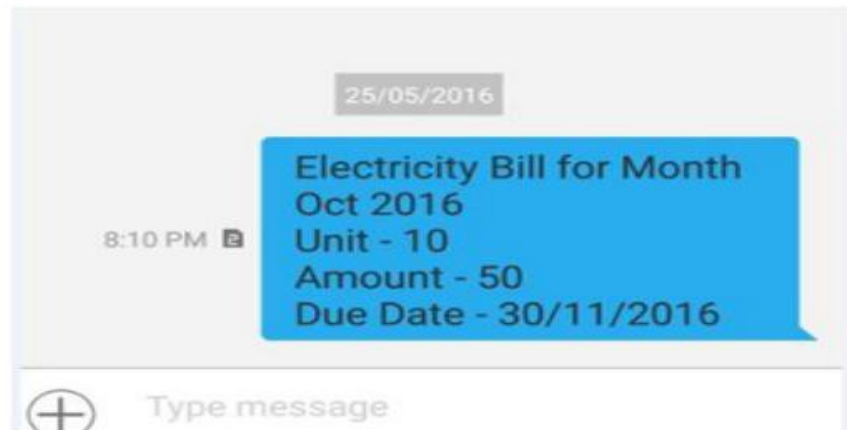 25/05/2016
Electricity Bill for Month
Oct 2016
8:10 PM
Unit - 10
Amount - 50
Due Date - 30/11/2016
Type message